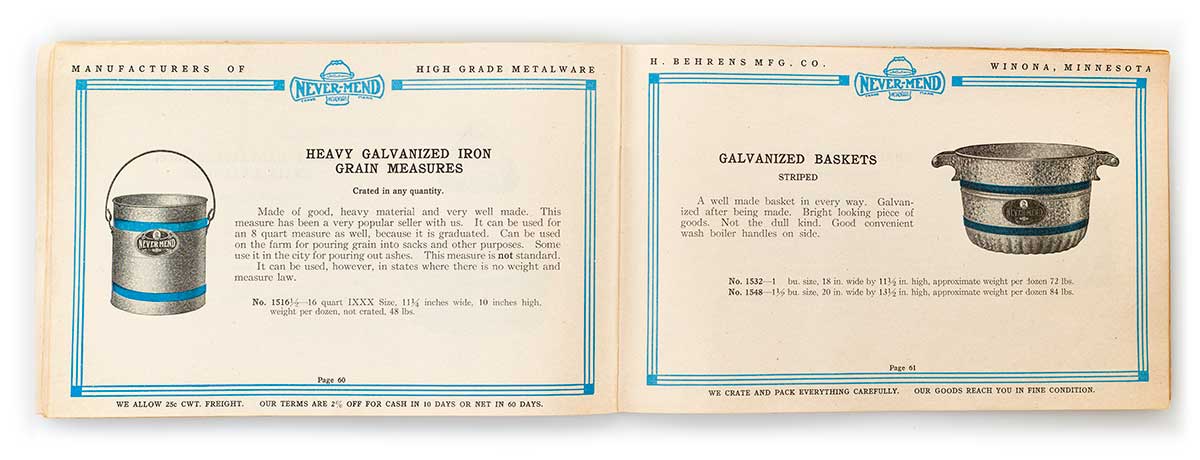 MANUFACTURERS OF
NEVER-MEND
TRADE MARK
HIGH GRADE METALWARE
HEAVY GALVANIZED IRON
GRAIN MEASURES
Crated in any quantity.
Made of good, heavy material and very well made. This
measure has been a very popular seller with us. It can be used for
an 8 quart measure as well, because it is graduated. Can be used
on the farm for pouring grain into sacks and other purposes. Some
use it in the city for pouring out ashes. This measure is not standard.
It can be used, however, in states where there is no weight and
measure law.
NEVER-MEND
No. 1516½—16 quart IXXX Size, 11¼ inches wide, 10 inches high,
weight per dozen, not crated, 48 lbs.
Page 60
WE ALLOW 25c CWT. FREIGHT. OUR TERMS ARE 2% OFF FOR CASH IN 10 DAYS OR NET IN 60 DAYS.
H. BEHRENS MFG. CO.
NEVER-MEND
TRADE MARK
WINONA, MINNESOTA
GALVANIZED BASKETS
STRIPED
A well made basket in every way. Galvan-
ized after being made. Bright looking piece of
goods. Not the dull kind. Good convenient
wash boiler handles on side.
NEVER-MEND
No. 1532—1 bu. size, 18 in. wide by 11½ in. high, approximate weight per dozen 72 lbs.
No. 1548—1½ bu. size, 20 in. wide by 13½ in. high, approximate weight per dozen 84 lbs.
Page 61
WE CRATE AND PACK EVERYTHING CAREFULLY. OUR GOODS REACH YOU IN FINE CONDITION.